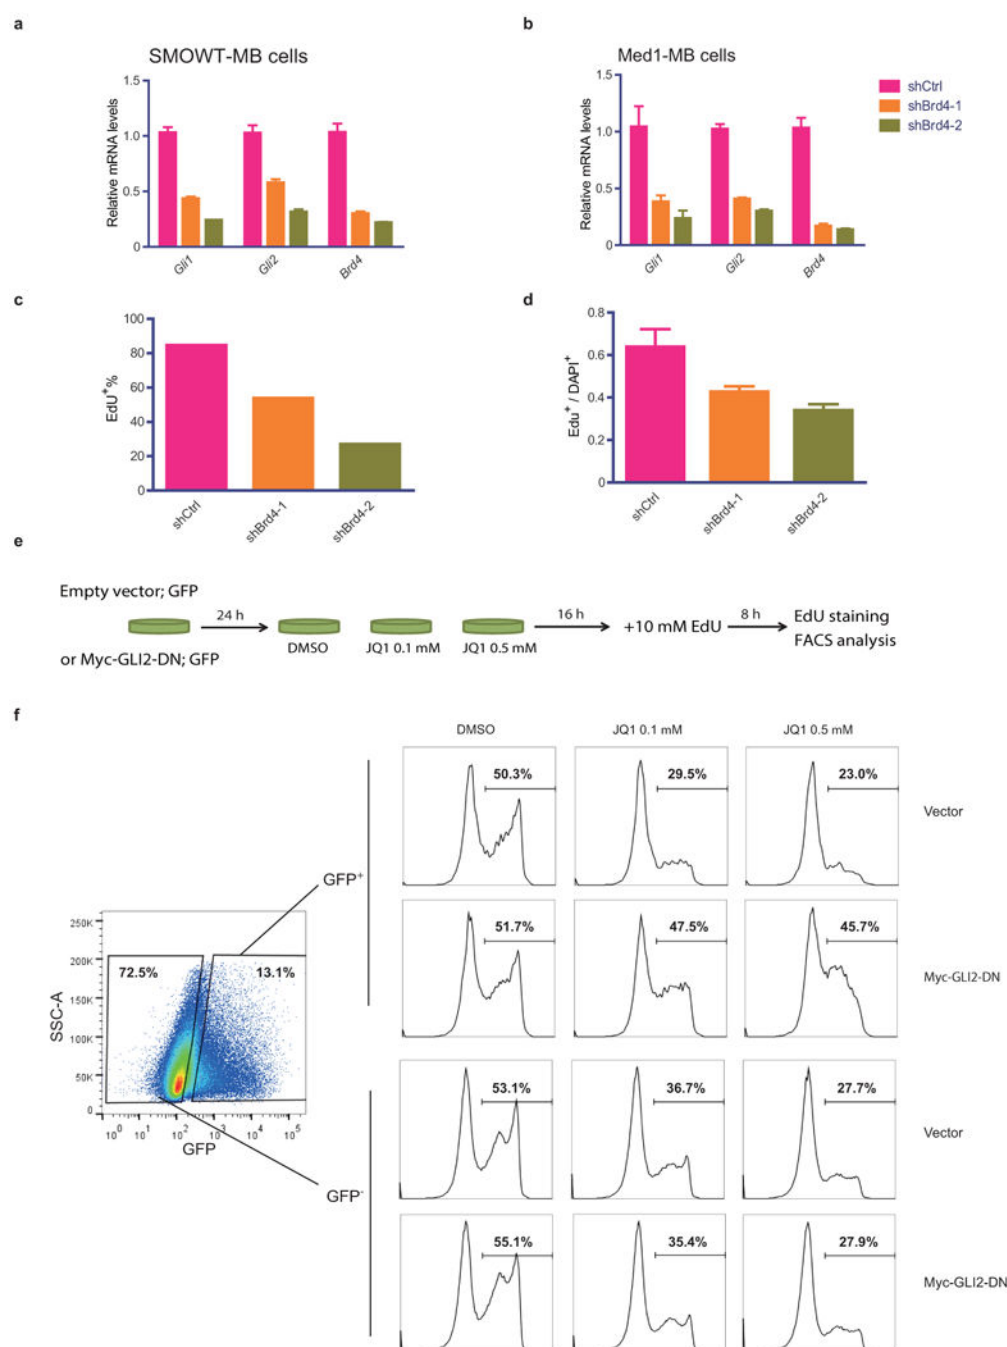 a
SMOWT-MB cells
Relative mRNA levels
1.5
1.0
0.5
0
Gli1
Gli2
Brd4
b
Med1-MB cells
Relative mRNA levels
1.5
1.0
0.5
0
Gli1
Gli2
Brd4
shCtrl
shBrd4-1
shBrd4-2
c
EdU+%
100
80
60
40
20
0
shCtrl
shBrd4-1
shBrd4-2
d
Edu+ / DAPI+
0.8
0.6
0.4
0.2
0
shCtrl
shBrd4-1
shBrd4-2
e
Empty vector; GFP
or Myc-GLI2-DN; GFP
24 h
DMSO
JQ1 0.1 mM
JQ1 0.5 mM
16 h
+10 mM EdU
8 h
EdU staining
FACS analysis
f
DMSO
JQ1 0.1 mM
JQ1 0.5 mM
50.3%
29.5%
23.0%
Vector
GFP+
51.7%
47.5%
45.7%
Myc-GLI2-DN
SSC-A
250K
200K
150K
100K
50K
0
72.5%
13.1%
10^0 10^1 10^2 10^3 10^4 10^5
GFP
53.1%
36.7%
27.7%
Vector
GFP-
55.1%
35.4%
27.9%
Myc-GLI2-DN